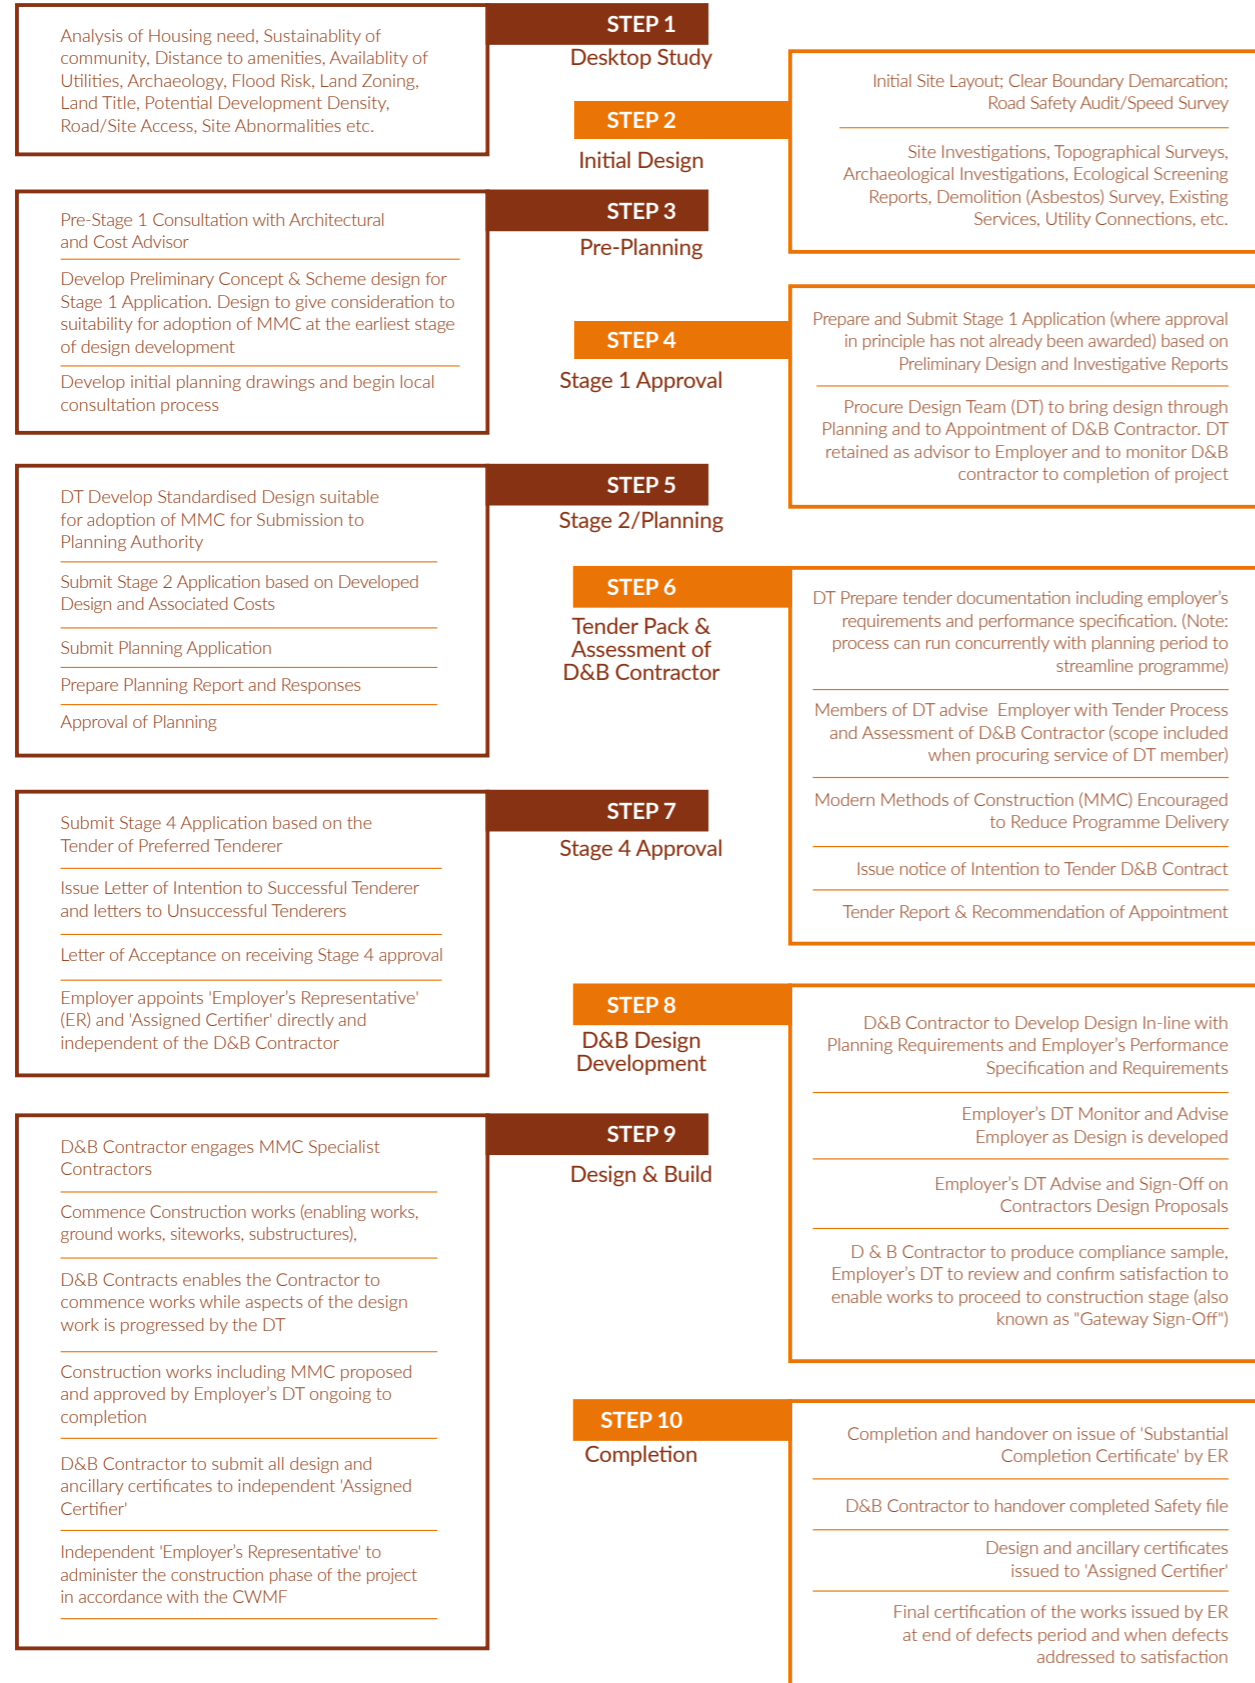 STEP 1
Desktop Study
Analysis of Housing need, Sustainablity of
community, Distance to amenities, Availablity of
Utilities, Archaeology, Flood Risk, Land Zoning,
Land Title, Potential Development Density,
Road/Site Access, Site Abnormalities etc.
STEP 2
Initial Design
Initial Site Layout; Clear Boundary Demarcation;
Road Safety Audit/Speed Survey
Site Investigations, Topographical Surveys,
Archaeological Investigations, Ecological Screening
Reports, Demolition (Asbestos) Survey, Existing
Services, Utility Connections, etc.
STEP 3
Pre-Planning
Pre-Stage 1 Consultation with Architectural
and Cost Advisor
Develop Preliminary Concept & Scheme design for
Stage 1 Application. Design to give consideration to
suitability for adoption of MMC at the earliest stage
of design development
Develop initial planning drawings and begin local
consultation process
STEP 4
Stage 1 Approval
Prepare and Submit Stage 1 Application (where approval
in principle has not already been awarded) based on
Preliminary Design and Investigative Reports
Procure Design Team (DT) to bring design through
Planning and to Appointment of D&B Contractor. DT
retained as advisor to Employer and to monitor D&B
contractor to completion of project
STEP 5
Stage 2/Planning
DT Develop Standardised Design suitable
for adoption of MMC for Submission to
Planning Authority
Submit Stage 2 Application based on Developed
Design and Associated Costs
Submit Planning Application
Prepare Planning Report and Responses
Approval of Planning
STEP 6
Tender Pack &
Assessment of
D&B Contractor
DT Prepare tender documentation including employer's
requirements and performance specification. (Note:
process can run concurrently with planning period to
streamline programme)
Members of DT advise Employer with Tender Process
and Assessment of D&B Contractor (scope included
when procuring service of DT member)
Modern Methods of Construction (MMC) Encouraged
to Reduce Programme Delivery
Issue notice of Intention to Tender D&B Contract
Tender Report & Recommendation of Appointment
STEP 7
Stage 4 Approval
Submit Stage 4 Application based on the
Tender of Preferred Tenderer
Issue Letter of Intention to Successful Tenderer
and letters to Unsuccessful Tenderers
Letter of Acceptance on receiving Stage 4 approval
Employer appoints 'Employer's Representative'
(ER) and 'Assigned Certifier' directly and
independent of the D&B Contractor
STEP 8
D&B Design
Development
D&B Contractor to Develop Design In-line with
Planning Requirements and Employer's Performance
Specification and Requirements
Employer's DT Monitor and Advise
Employer as Design is developed
Employer's DT Advise and Sign-Off on
Contractors Design Proposals
D & B Contractor to produce compliance sample,
Employer's DT to review and confirm satisfaction to
enable works to proceed to construction stage (also
known as "Gateway Sign-Off")
STEP 9
Design & Build
D&B Contractor engages MMC Specialist
Contractors
Commence Construction works (enabling works,
ground works, siteworks, substructures),
D&B Contracts enables the Contractor to
commence works while aspects of the design
work is progressed by the DT
Construction works including MMC proposed
and approved by Employer's DT ongoing to
completion
D&B Contractor to submit all design and
ancillary certificates to independent 'Assigned
Certifier'
Independent 'Employer's Representative' to
administer the construction phase of the project
in accordance with the CWMF
STEP 10
Completion
Completion and handover on issue of 'Substantial
Completion Certificate' by ER
D&B Contractor to handover completed Safety file
Design and ancillary certificates
issued to 'Assigned Certifier'
Final certification of the works issued by ER
at end of defects period and when defects
addressed to satisfaction